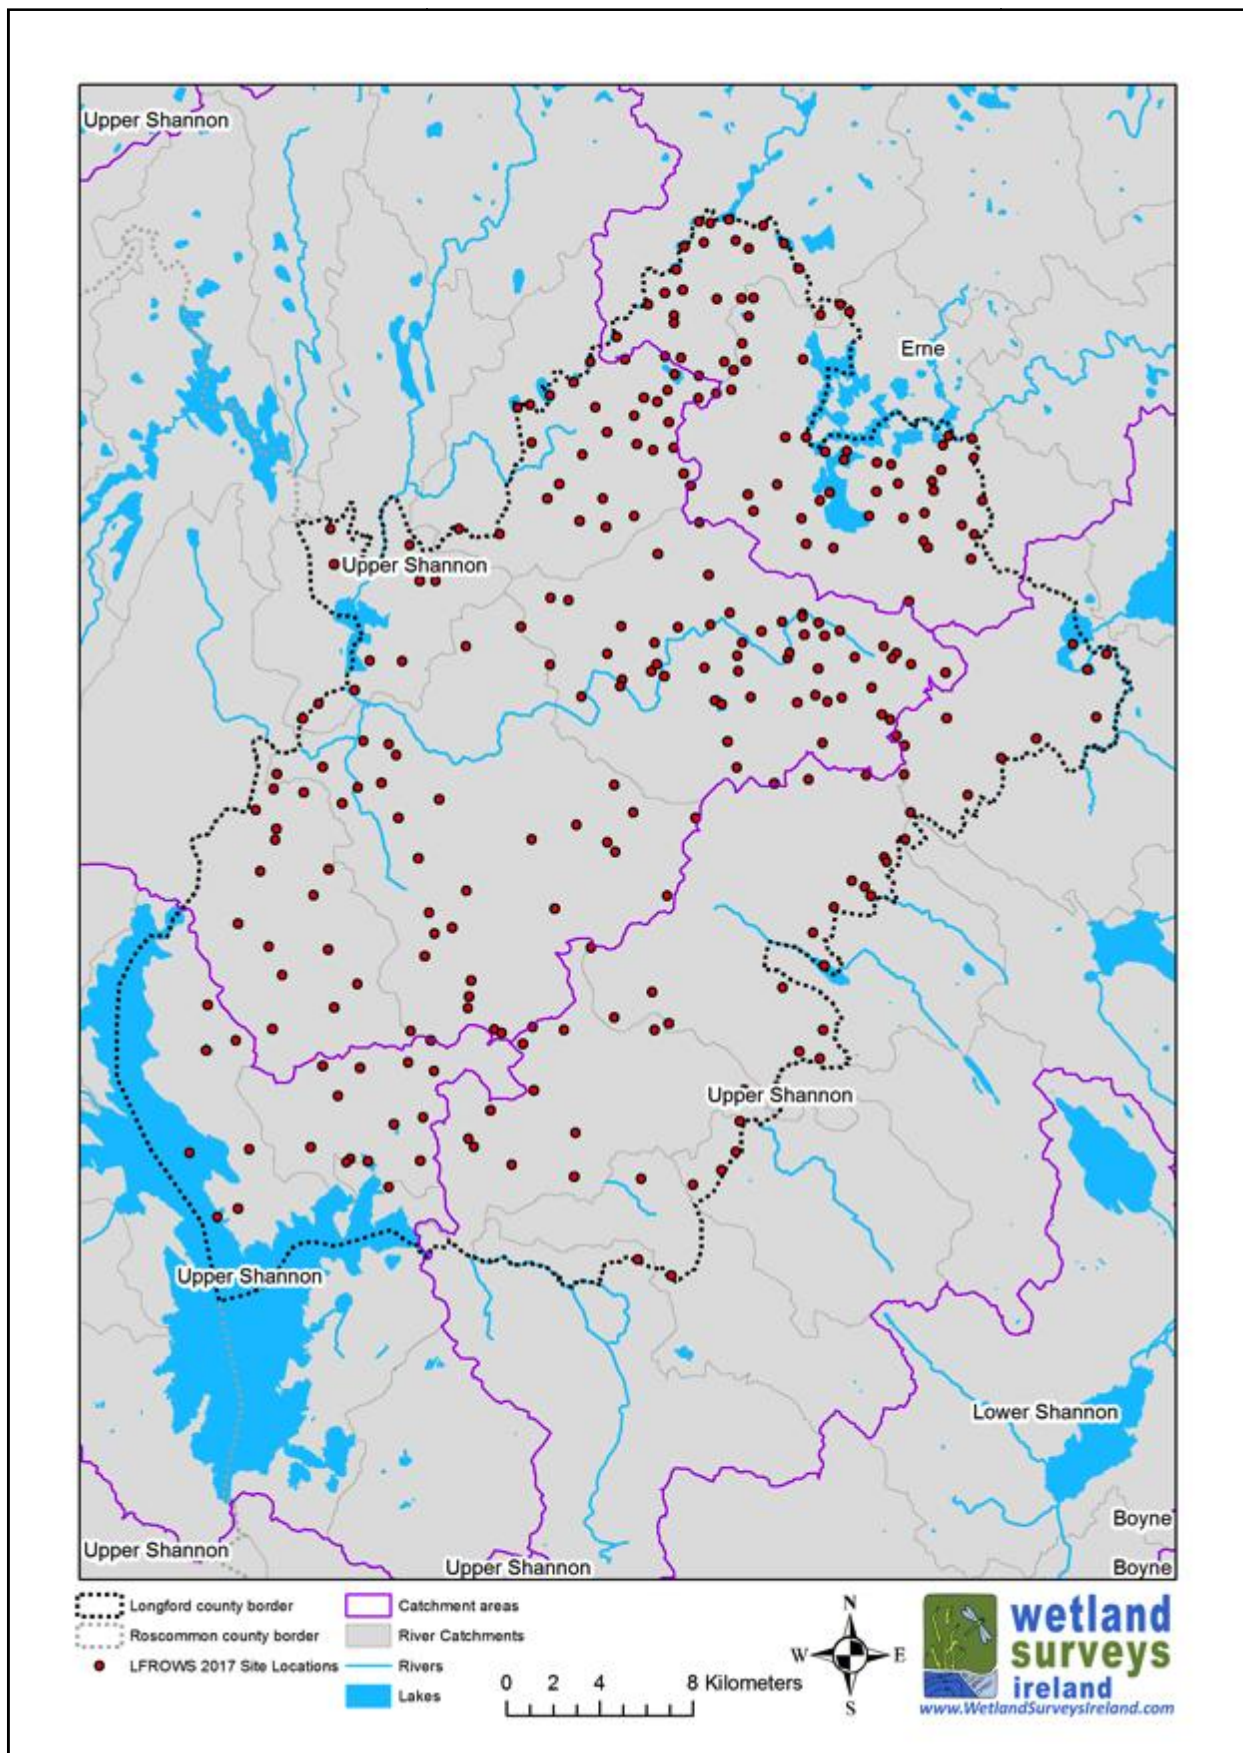 Upper Shannon
Erne
Upper Shannon
Upper Shannon
Upper Shannon
Lower Shannon
Boyne
Upper Shannon
Upper Shannon
Boyne
Longford county border
Roscommon county border
LFROWS 2017 Site Locations
Catchment areas
River Catchments
Rivers
Lakes
0 2 4 8 Kilometers
N
W E
S
wetland
surveys
ireland
www.WetlandSurveysIreland.com